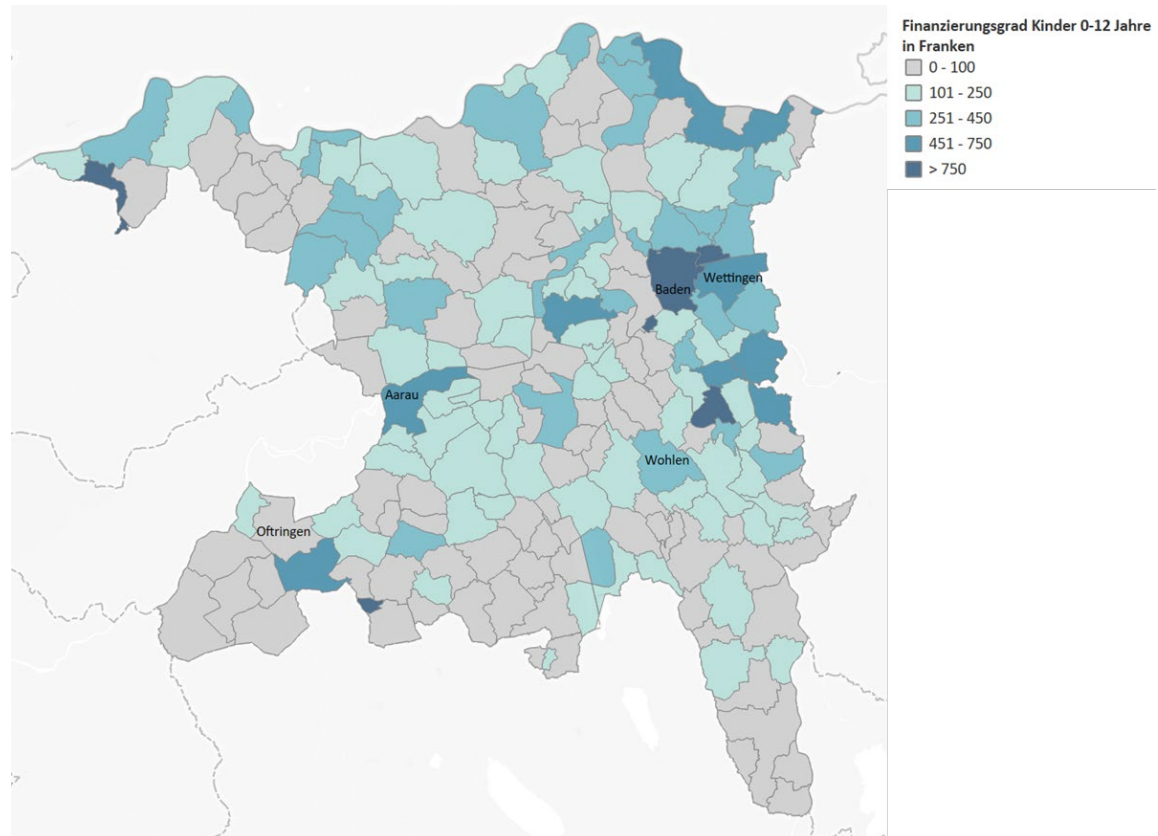 Finanzierungsgrad Kinder 0-12 Jahre
in Franken
0 - 100
101 - 250
251 - 450
451 - 750
> 750
Baden
Wettingen
Aarau
Wohlen
Oftringen